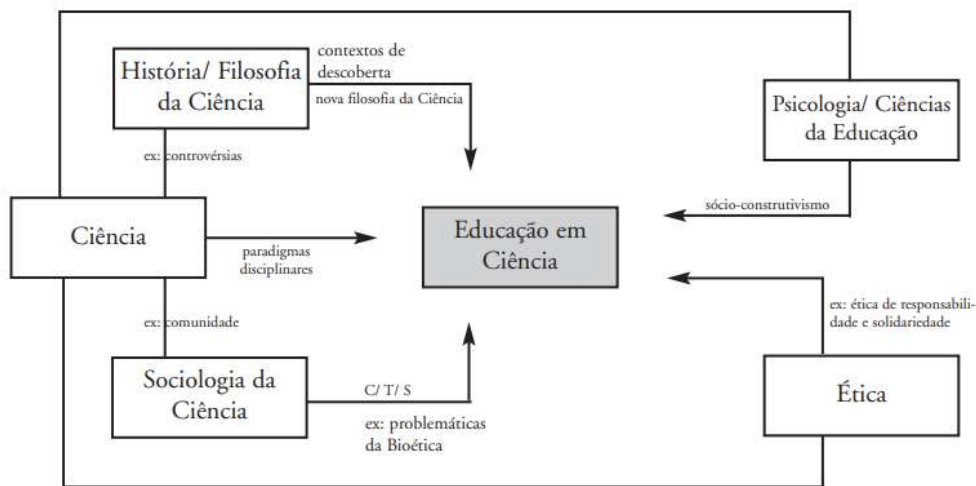 História/ Filosofia
da Ciência
contextos de
descoberta
nova filosofia da Ciência
Psicologia/ Ciências
da Educação
ex: controvérsias
sócio-construtivismo
Ciência
paradigmas
disciplinares
Educação em
Ciência
ex: comunidade
ex: ética de responsabili-
dade e solidariedade
Sociologia da
Ciência
C/ T/ S
ex: problemáticas
da Bioética
Ética